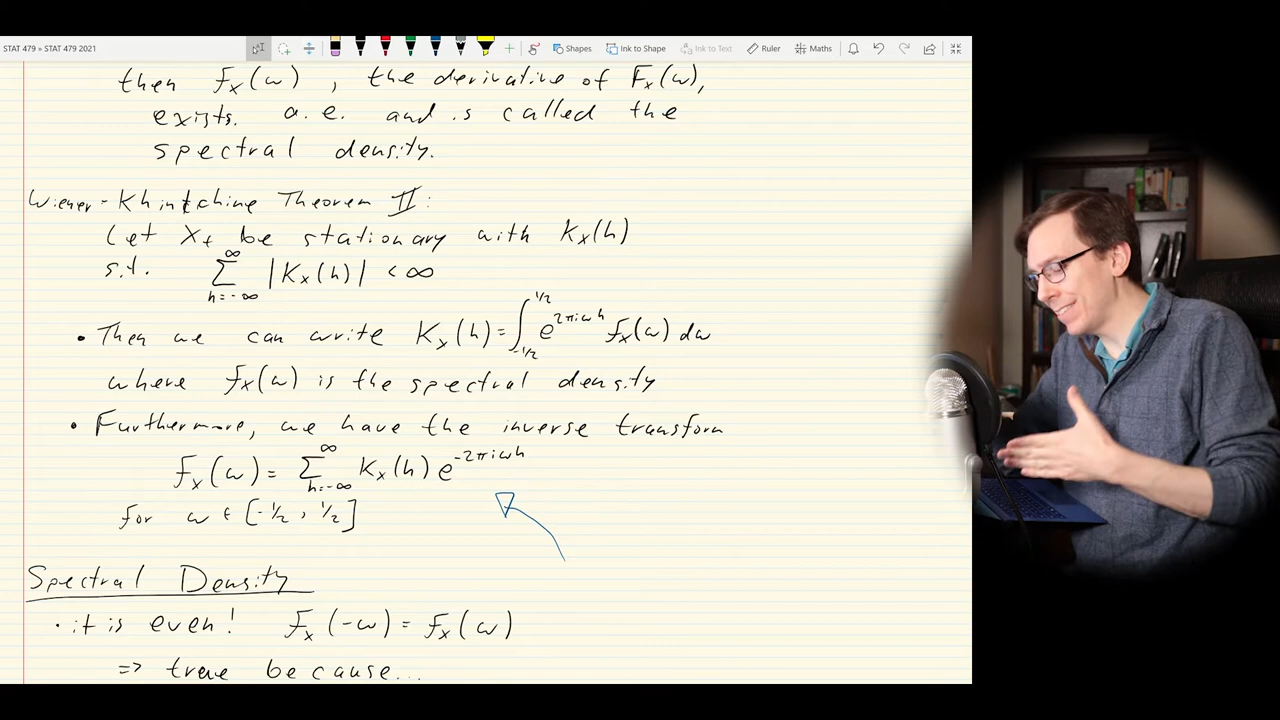 STAT 479 » STAT 479 2021
Shapes
Ink to Shape
Ink to Text
Ruler
Maths
then fx(ω), the derivative of Fx(ω),
exists. a.e. and is called the
spectral density.
Wiener-Khintchine Theorem II:
Let Xt be stationary with Kx(h)
s.t. ∑_{h=-∞}^{∞} |Kx(h)| < ∞
• Then we can write Kx(h) = ∫_{-1/2}^{1/2} e^{2πiωh} fx(ω) dω
where fx(ω) is the spectral density
• Furthermore, we have the inverse transform
fx(ω) = ∑_{h=-∞}^{∞} Kx(h) e^{-2πiωh}
for ω ∈ [-1/2, 1/2]
Spectral Density
• it is even! fx(-ω) = fx(ω)
=> true because...